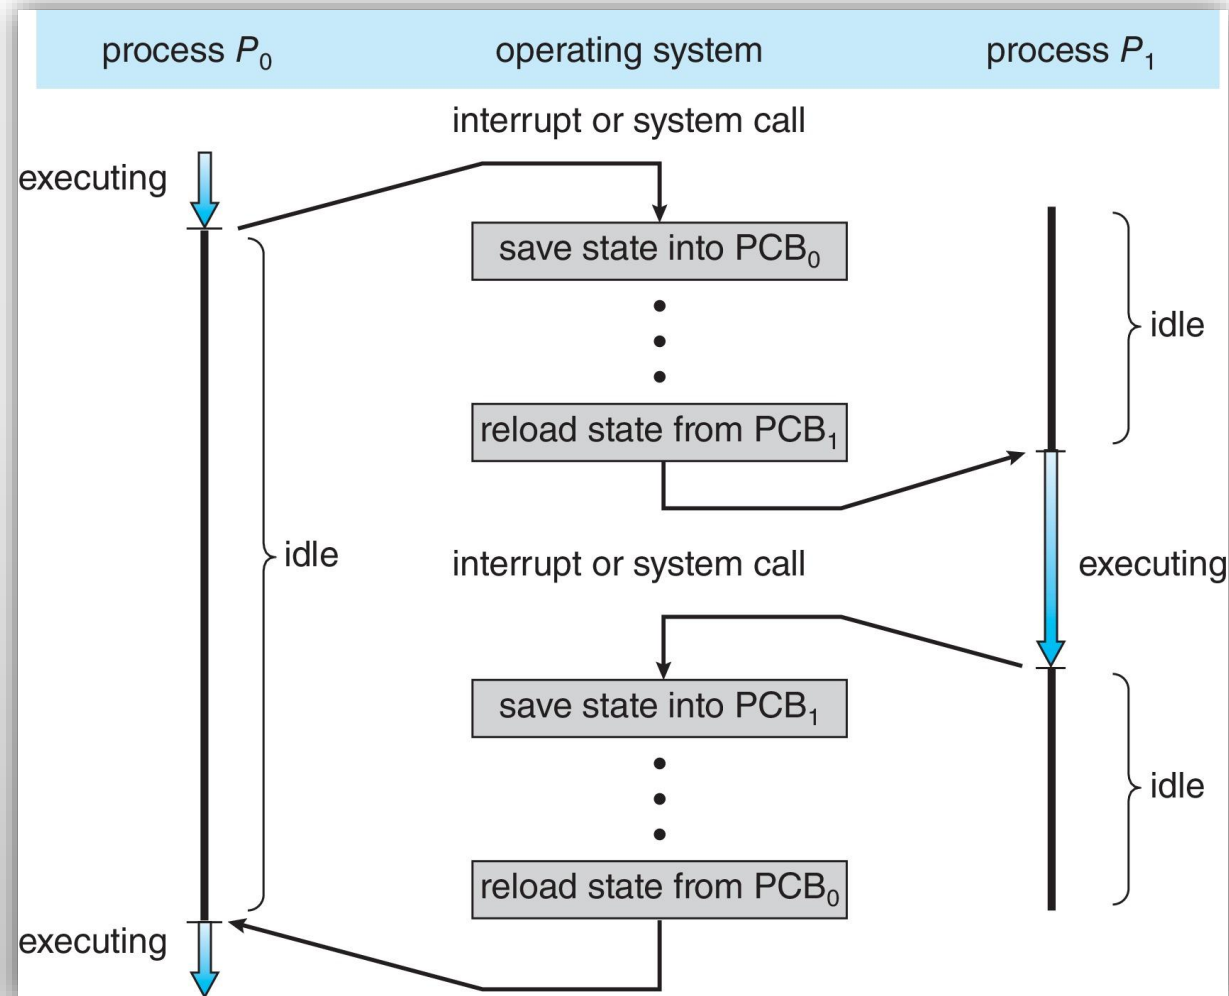 process P₀ operating system process P₁
interrupt or system call
executing
save state into PCB₀
idle
reload state from PCB₁
idle
interrupt or system call
executing
save state into PCB₁
idle
reload state from PCB₀
executing